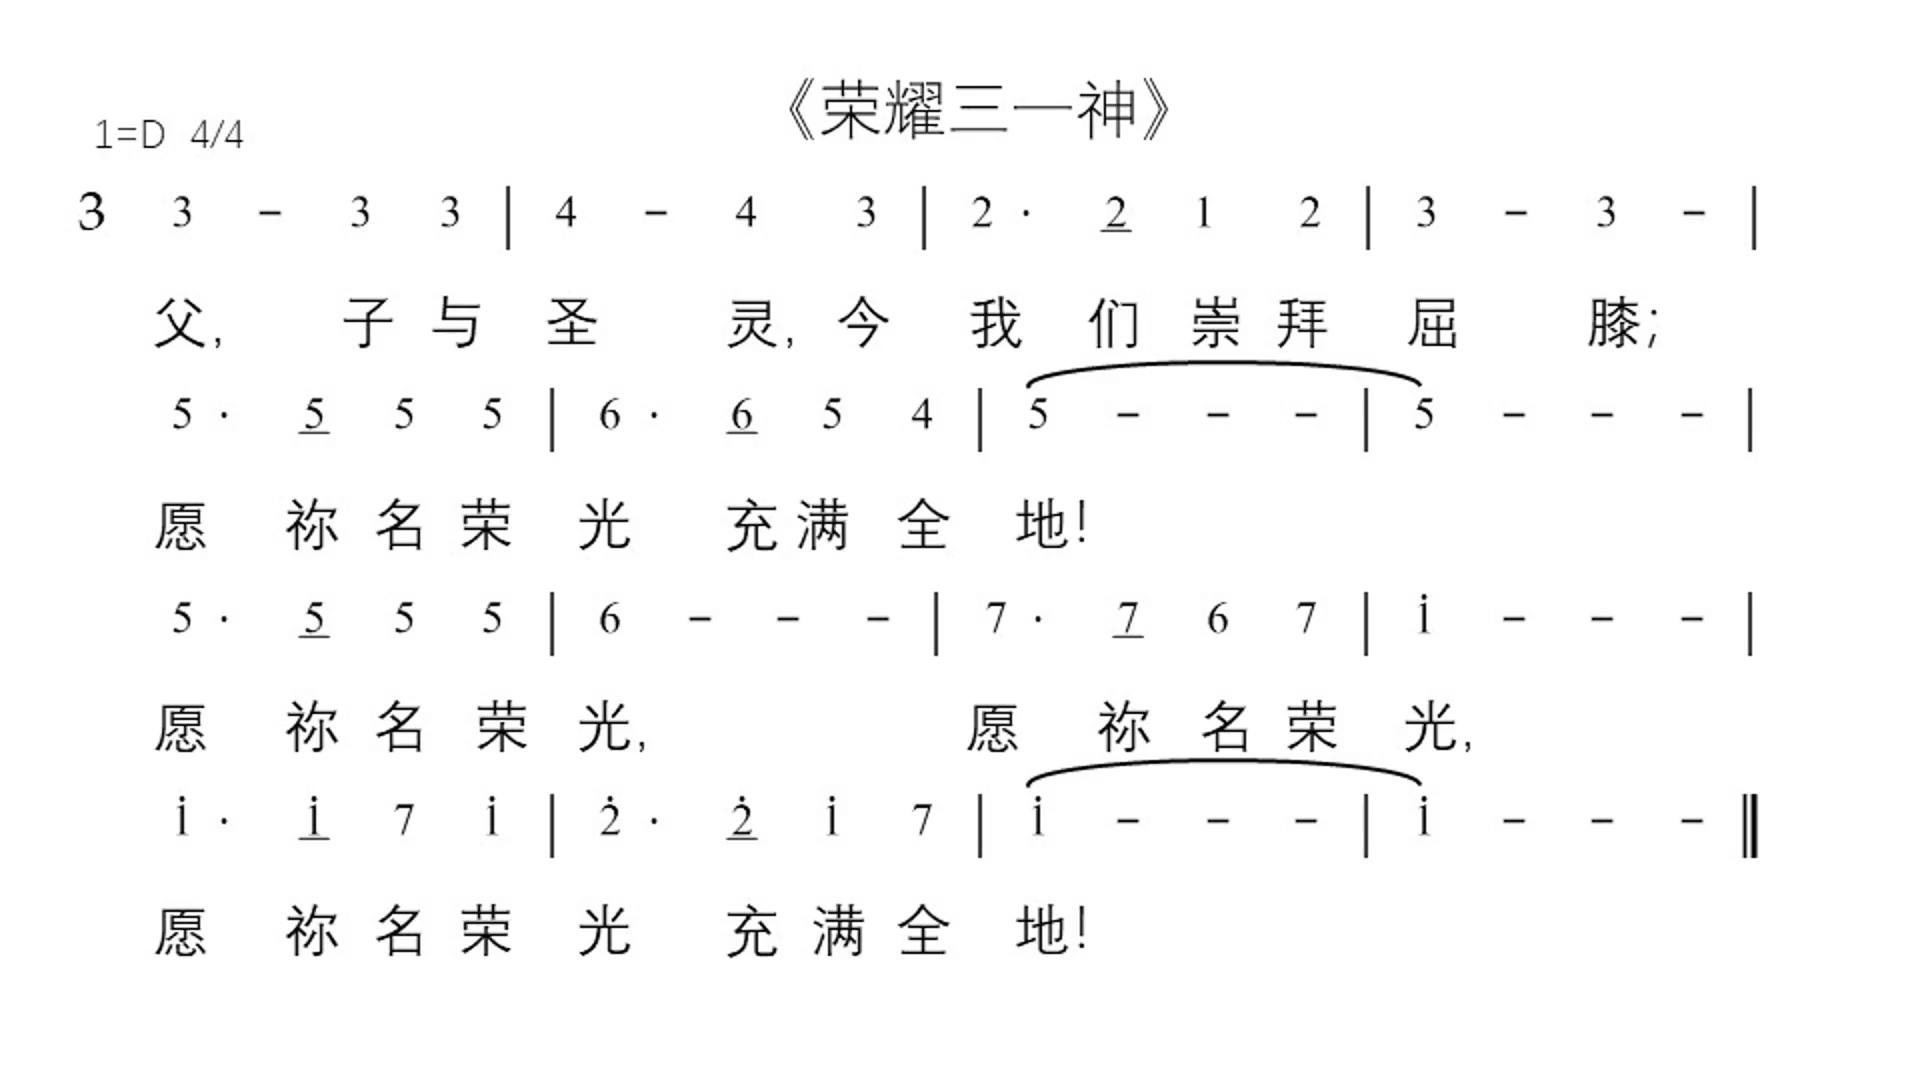 《荣耀三一神》
1=D 4/4
3 3 - 3 3 | 4 - 4 3 | 2 · 2 1 2 | 3 - 3 - |
父, 子 与 圣 灵, 今 我 们 崇 拜 屈 膝;
5 · 5 5 5 | 6 · 6 5 4 | 5 - - - | 5 - - - |
愿 祢 名 荣 光 充 满 全 地!
5 · 5 5 5 | 6 - - - | 7 · 7 6 7 | i - - - |
愿 祢 名 荣 光, 愿 祢 名 荣 光,
i · i 7 i | 2̇ · 2̇ i 7 | i - - - | i - - - ‖
愿 祢 名 荣 光 充 满 全 地!